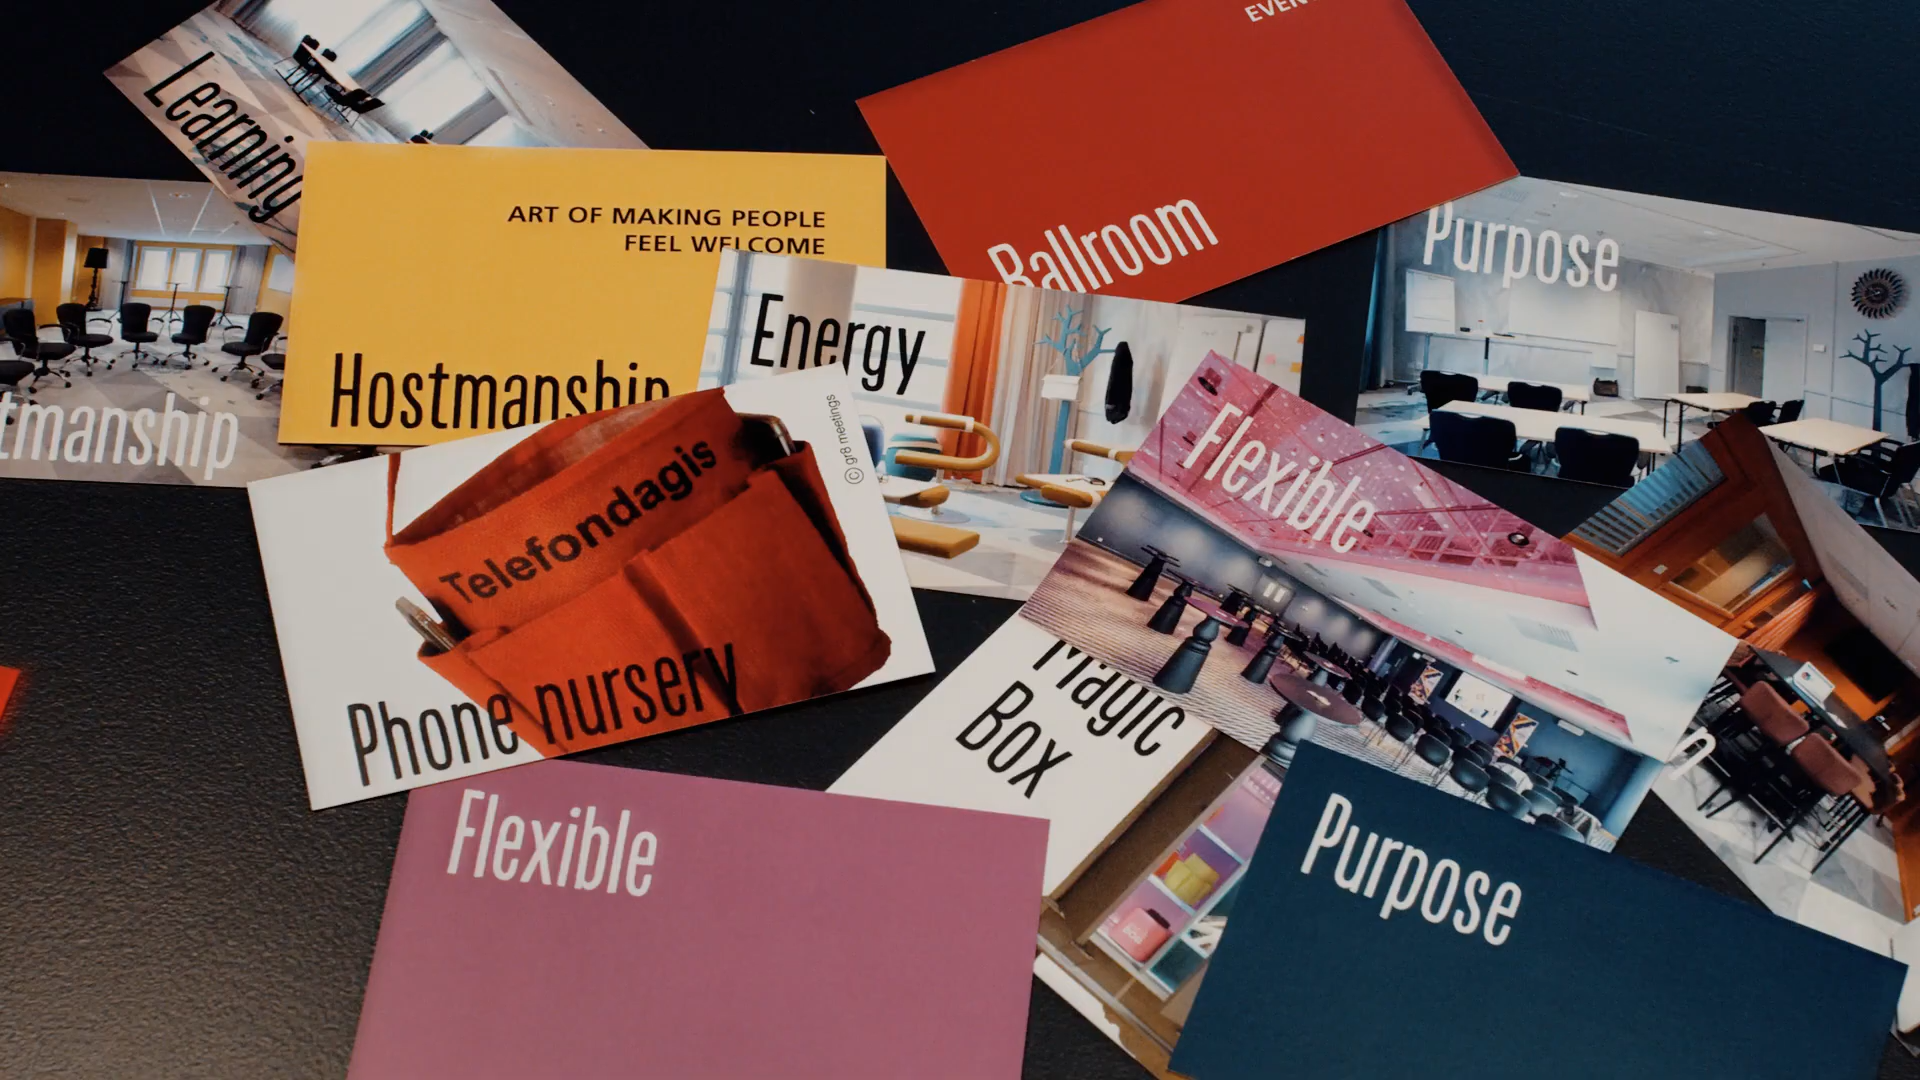 EVEN
Learning
ART OF MAKING PEOPLE
FEEL WELCOME
Ballroom
Purpose
Energy
Hostmanship
tmanship
© gr8 meetings
Telefondagis
Flexible
Phone nursery
Magic
Box
n
Flexible
Purpose